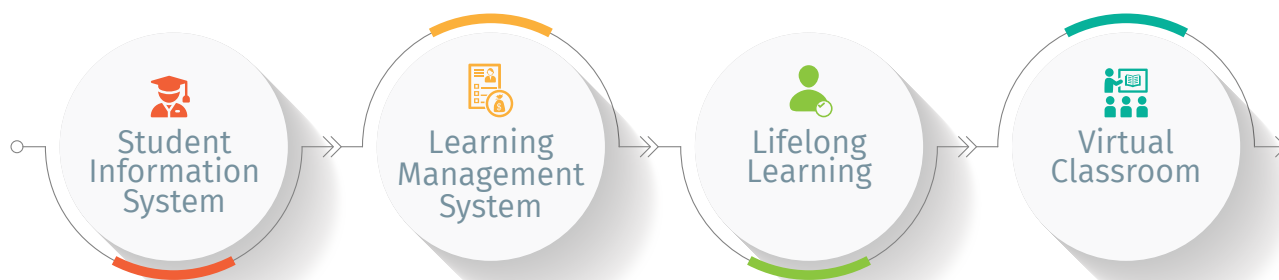 Student
Information
System
Learning
Management
System
Lifelong
Learning
Virtual
Classroom